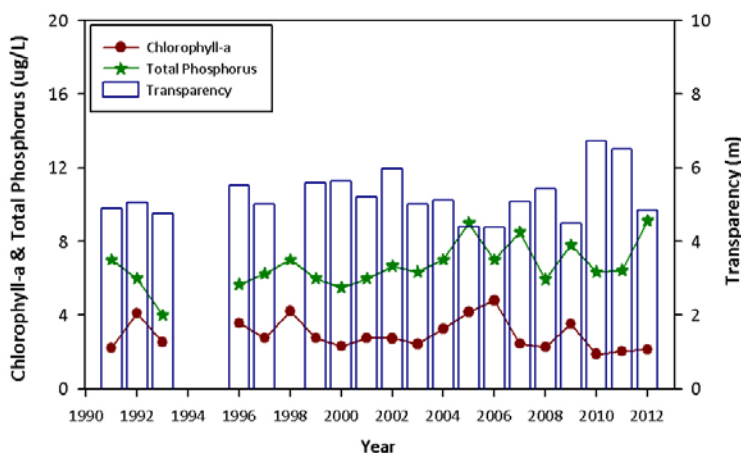 Chlorophyll-a & Total Phosphorus (ug/L)
20
16
12
8
4
0
Chlorophyll-a
Total Phosphorus
Transparency
10
8
6
4
2
0
Transparency (m)
1990 1992 1994 1996 1998 2000 2002 2004 2006 2008 2010 2012
Year